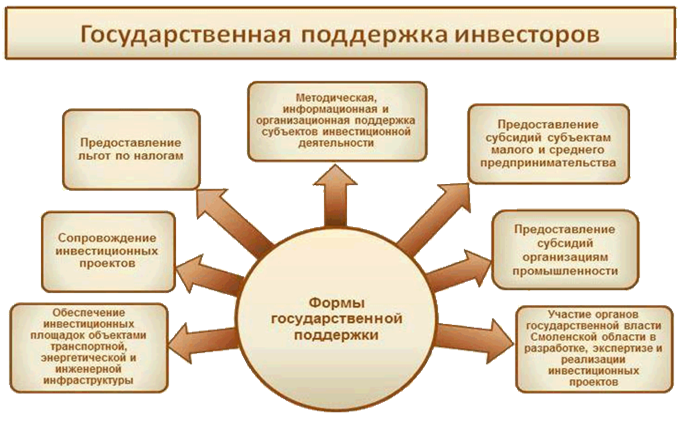 Государственная поддержка инвесторов
Методическая,
информационная и
организационная поддержка
субъектов инвестиционной
деятельности
Предоставление
льгот по налогам
Предоставление
субсидий субъектам
малого и среднего
предпринимательства
Сопровождение
инвестиционных
проектов
Предоставление
субсидий
организациям
промышленности
Формы
государственной
поддержки
Обеспечение
инвестиционных
площадок объектами
транспортной,
энергетической и
инженерной
инфраструктуры
Участие органов
государственной власти
Смоленской области в
разработке, экспертизе и
реализации
инвестиционных
проектов